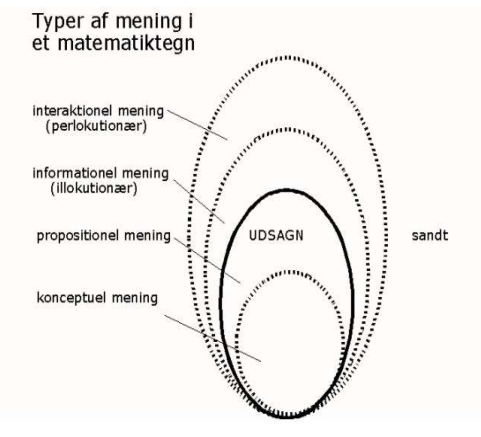 Typer af mening i
et matematiktegn
interaktionel mening
(perlokutionær)
informationel mening
(illokutionær)
propositionel mening
UDSAGN
sandt
konceptuel mening